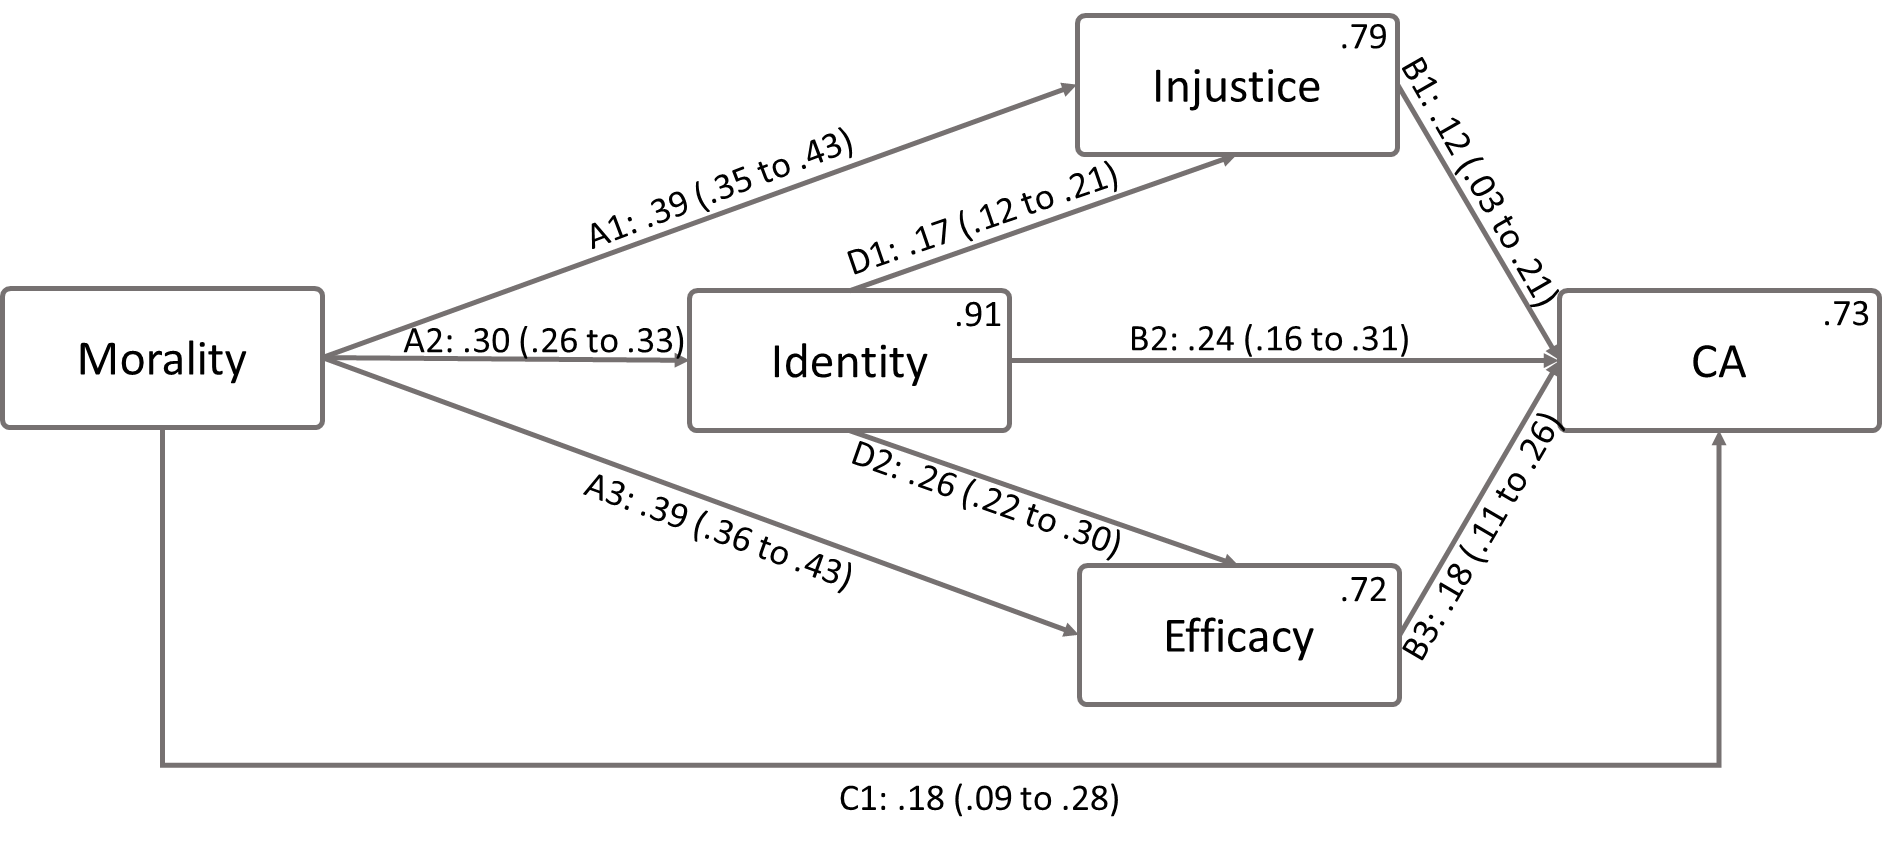 .79
Injustice
B1: .12 (.03 to .21)
A1: .39 (.35 to .43)
D1: .17 (.12 to .21)
Morality
A2: .30 (.26 to .33)
.91
Identity
B2: .24 (.16 to .31)
.73
CA
D2: .26 (.22 to .30)
A3: .39 (.36 to .43)
.72
Efficacy
B3: .18 (.11 to .26)
C1: .18 (.09 to .28)